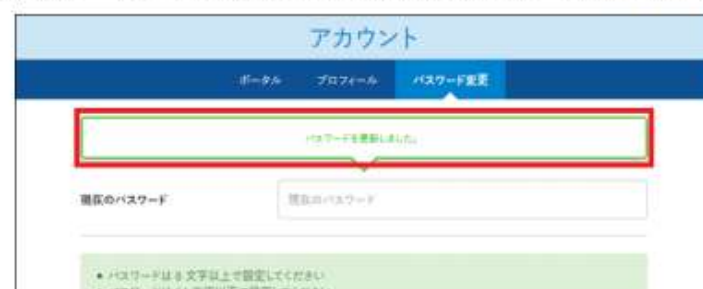 アカウント
ポータル プロフィール パスワード変更
パスワードを更新しました。
現在のパスワード 現在のパスワード
• パスワードは 8 文字以上で設定してください